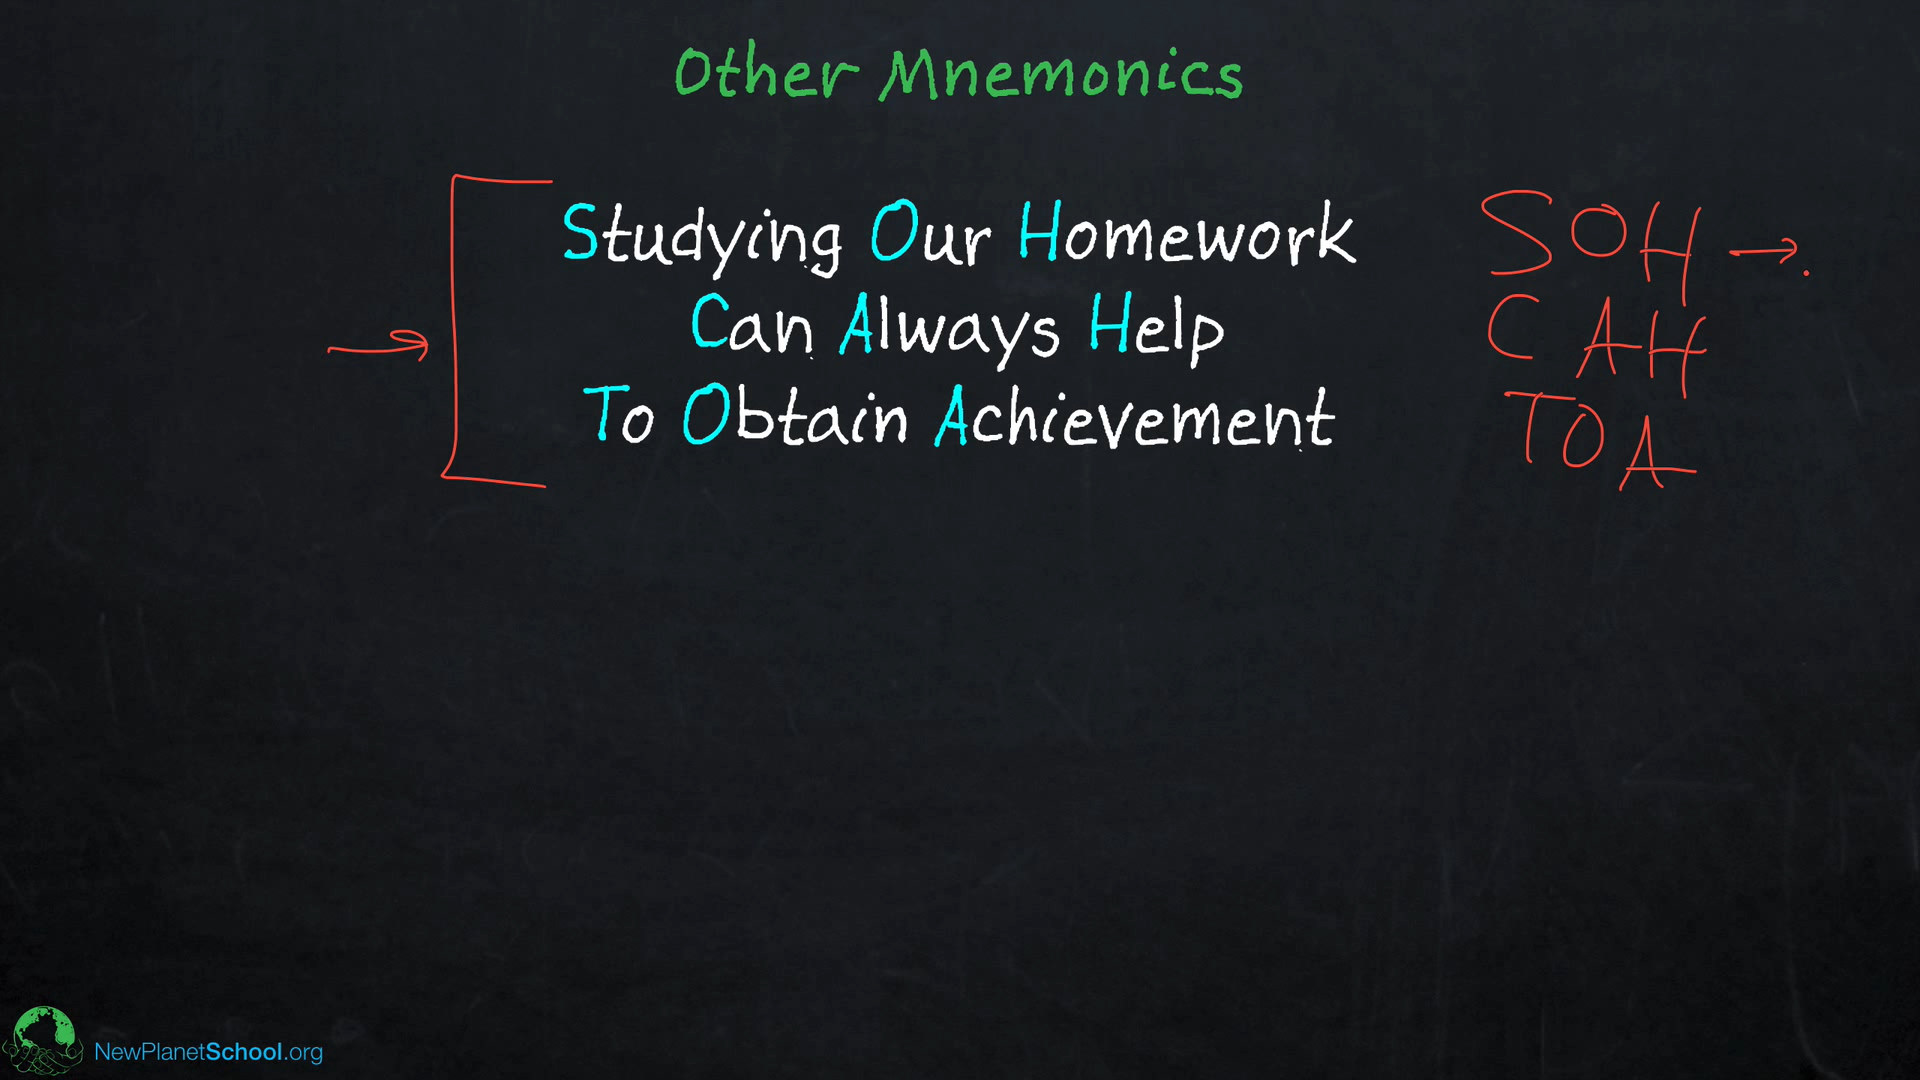 Other Mnemonics
Studying Our Homework
Can Always Help
To Obtain Achievement
SOH →
CAH
TOA
NewPlanetSchool.org